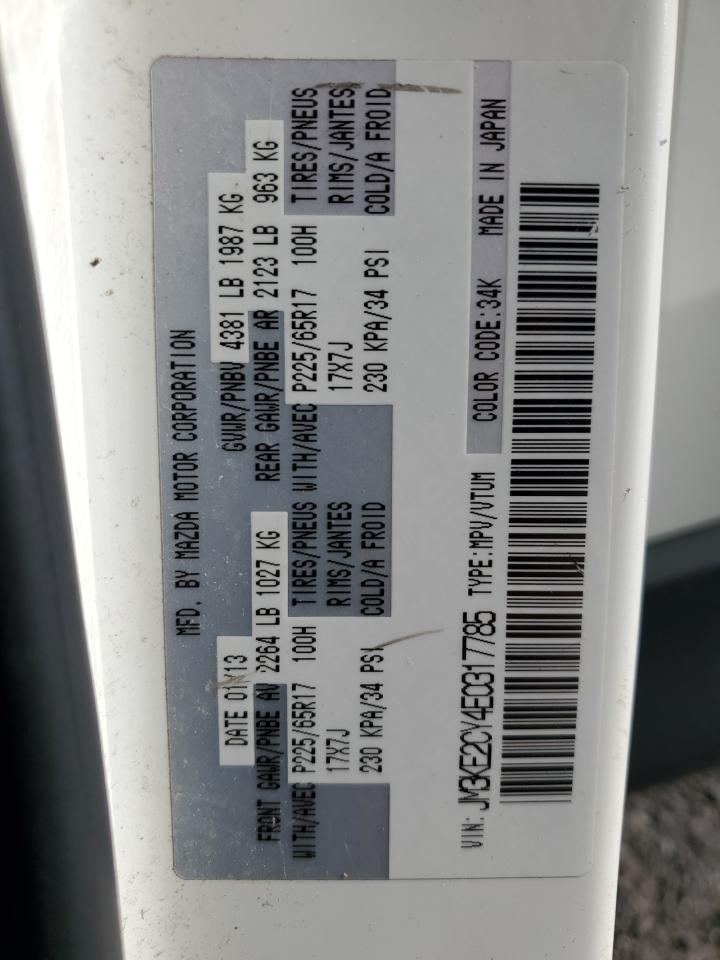 MFD. BY MAZDA MOTOR CORPORATION
DATE 01/13 GVWR/PNBV 4381 LB 1987 KG
FRONT GAWR/PNBE AV 2264 LB 1027 KG REAR GAWR/PNBE AR 2123 LB 963 KG
WITH/AVEC P225/65R17 100H TIRES/PNEUS WITH/AVEC P225/65R17 100H TIRES/PNEUS
17X7J RIMS/JANTES 17X7J RIMS/JANTES
230 KPA/34 PSI COLD/A FROID 230 KPA/34 PSI COLD/A FROID
VIN: JM3KE2CY4E0317785 TYPE:MPV/VTUM COLOR CODE:34K MADE IN JAPAN